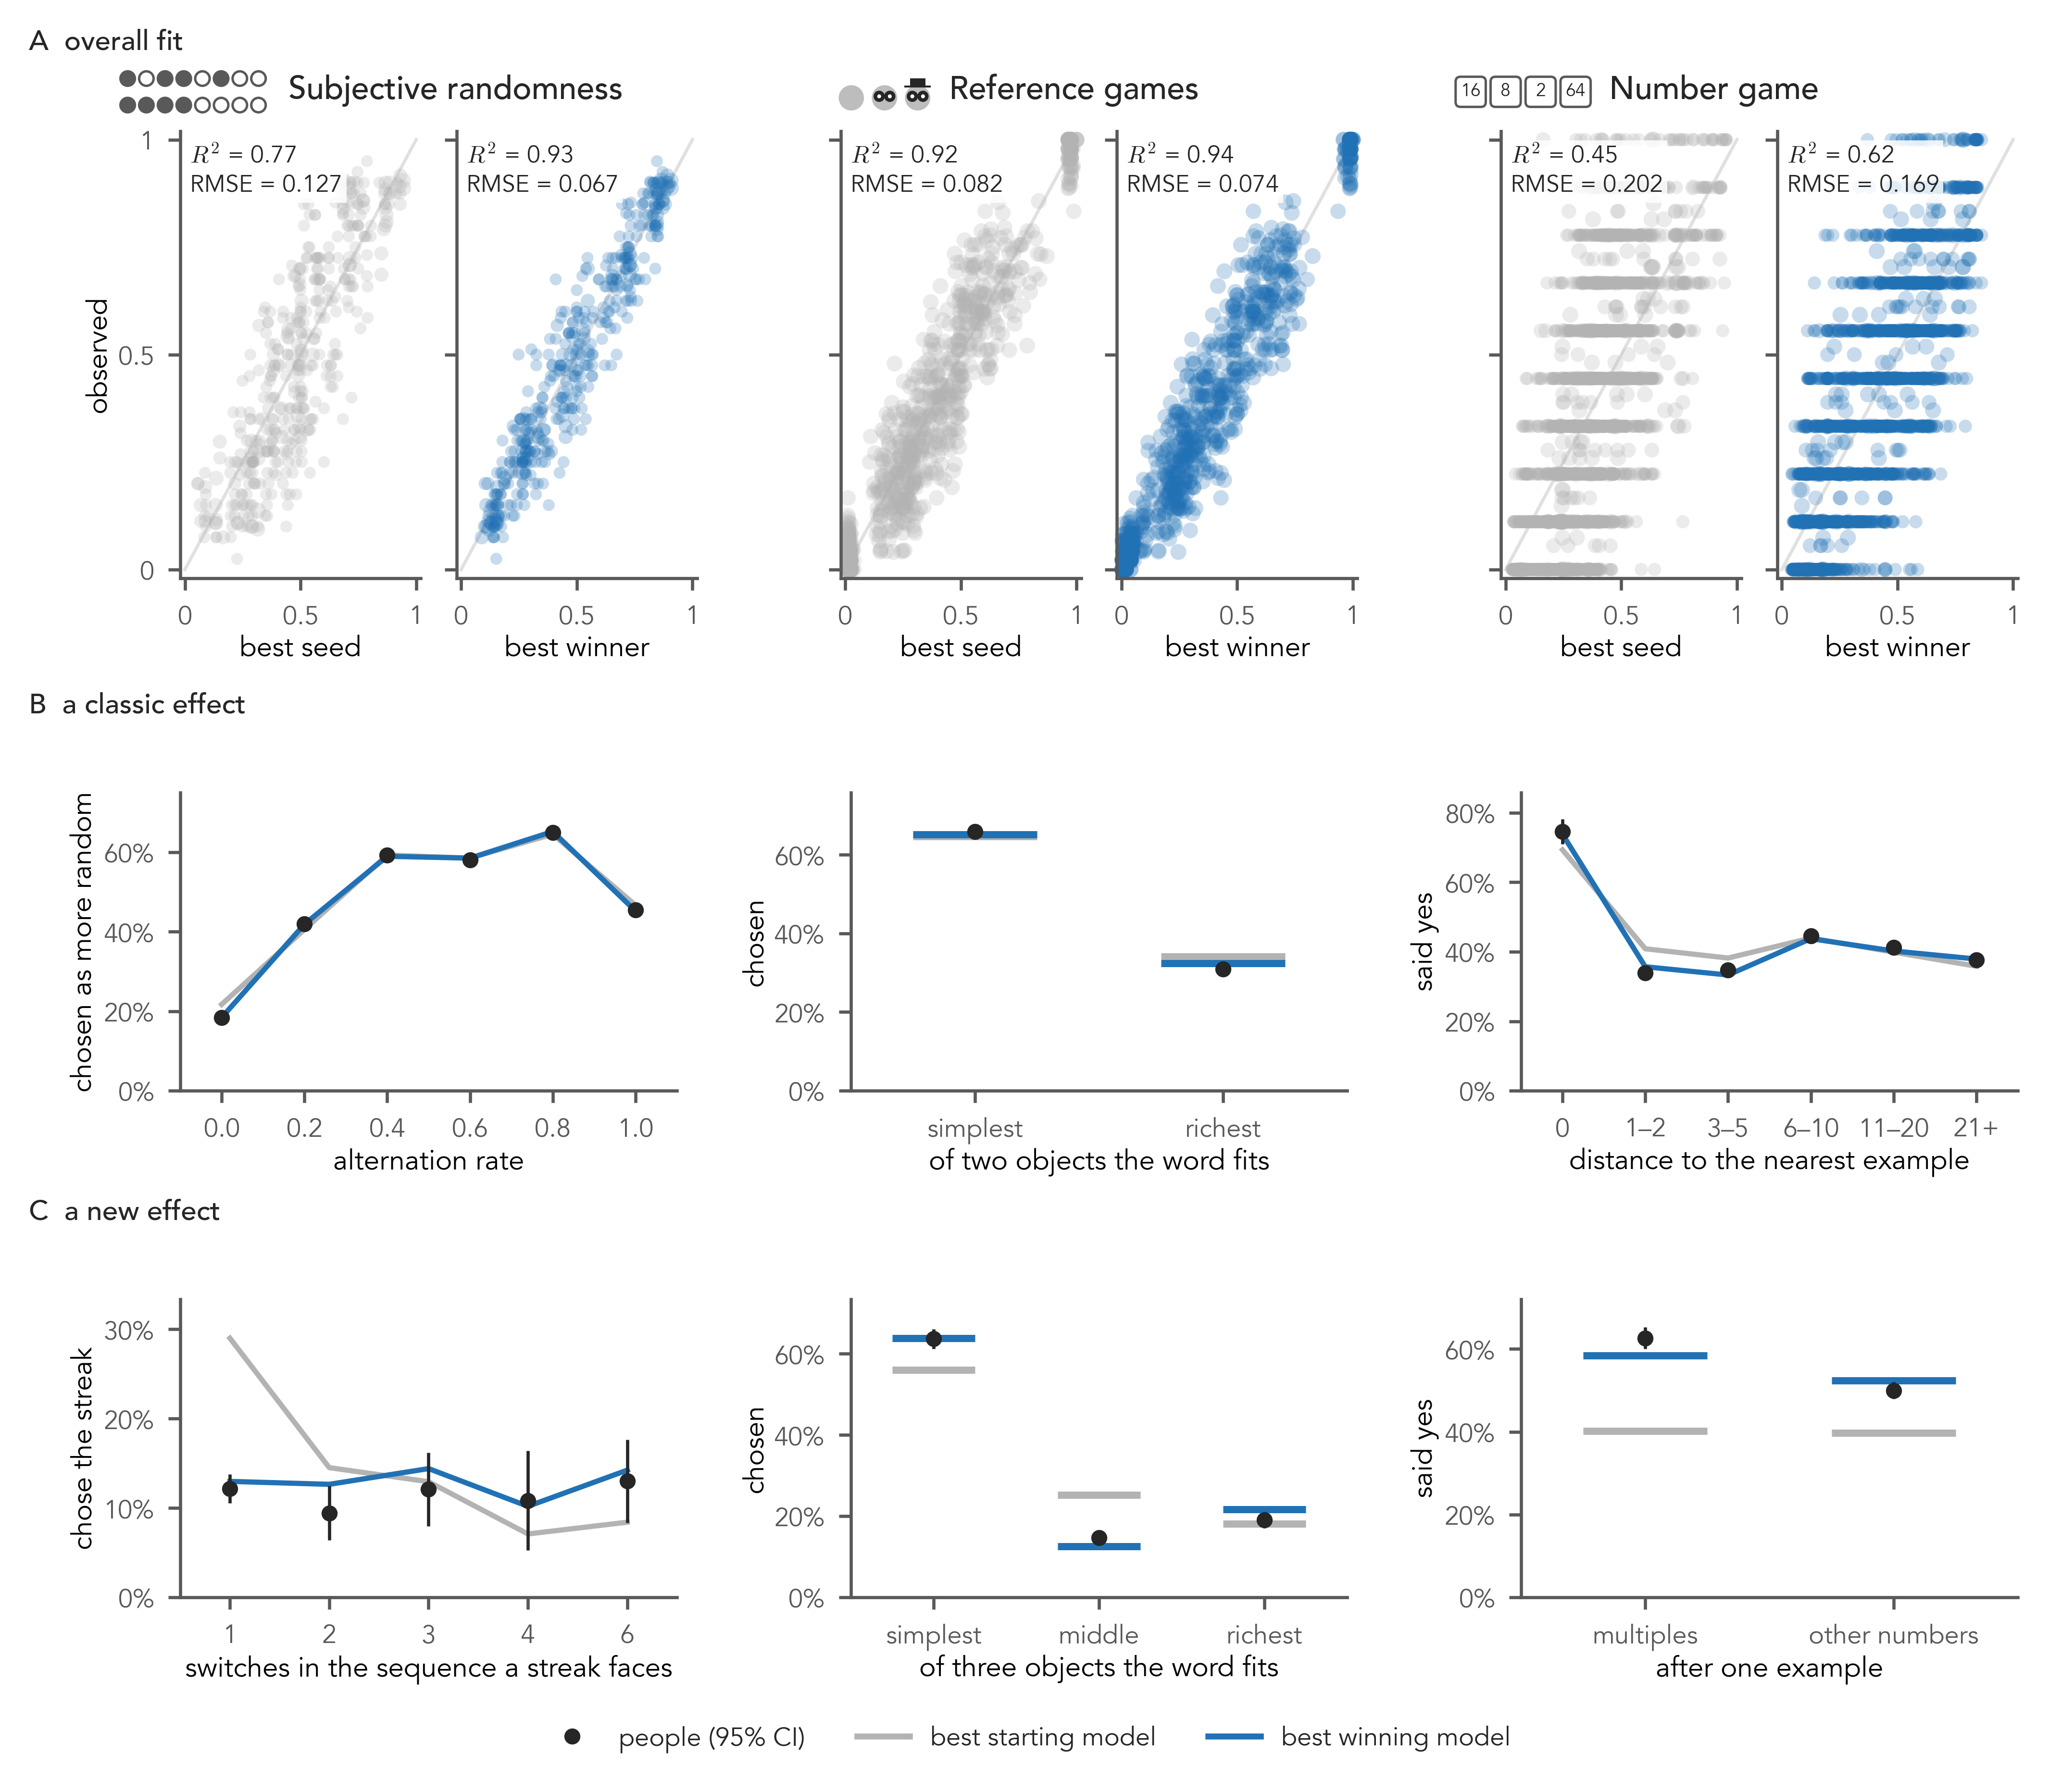 A overall fit
Subjective randomness
Reference games
16 8 2 64
Number game
R² = 0.77
RMSE = 0.127
R² = 0.93
RMSE = 0.067
R² = 0.92
RMSE = 0.082
R² = 0.94
RMSE = 0.074
R² = 0.45
RMSE = 0.202
R² = 0.62
RMSE = 0.169
observed
1
0.5
0
0 0.5 1
best seed
0 0.5 1
best winner
0 0.5 1
best seed
0 0.5 1
best winner
0 0.5 1
best seed
0 0.5 1
best winner
B a classic effect
chosen as more random
60%
40%
20%
0%
0.0 0.2 0.4 0.6 0.8 1.0
alternation rate
chosen
60%
40%
20%
0%
simplest richest
of two objects the word fits
said yes
80%
60%
40%
20%
0%
0 1–2 3–5 6–10 11–20 21+
distance to the nearest example
C a new effect
chose the streak
30%
20%
10%
0%
1 2 3 4 6
switches in the sequence a streak faces
chosen
60%
40%
20%
0%
simplest middle richest
of three objects the word fits
said yes
60%
40%
20%
0%
multiples other numbers
after one example
people (95% CI) best starting model best winning model